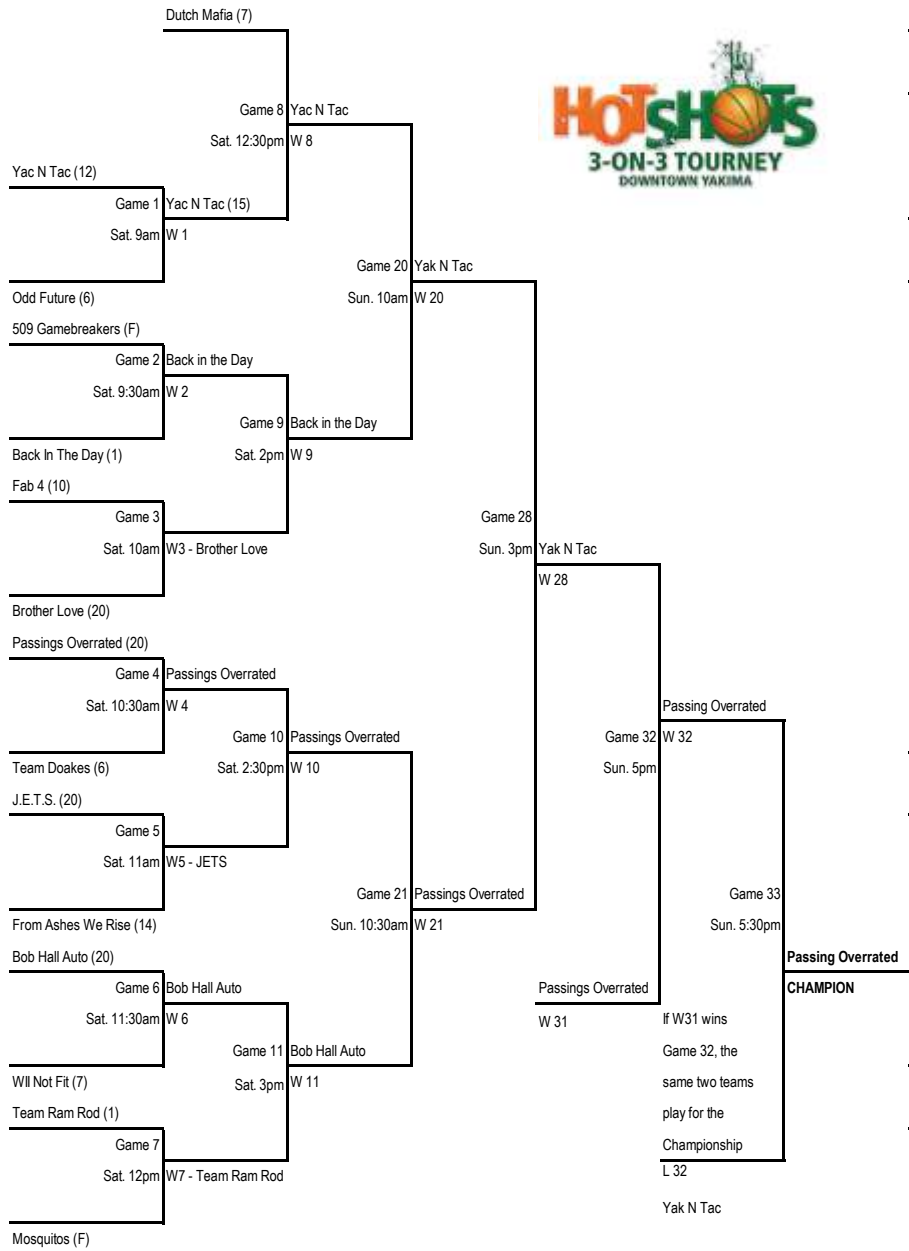 Dutch Mafia (7)
HOTSHOTS
3-ON-3 TOURNEY
DOWNTOWN YAKIMA
Game 8 Yac N Tac
Sat. 12:30pm W 8
Yac N Tac (12)
Game 1 Yac N Tac (15)
Sat. 9am W 1
Game 20 Yak N Tac
Odd Future (6)
Sun. 10am W 20
509 Gamebreakers (F)
Game 2 Back in the Day
Sat. 9:30am W 2
Game 9 Back in the Day
Back In The Day (1)
Sat. 2pm W 9
Fab 4 (10)
Game 3
Game 28
Sat. 10am W3 - Brother Love
Sun. 3pm Yak N Tac
W 28
Brother Love (20)
Passings Overrated (20)
Game 4 Passings Overrated
Sat. 10:30am W 4
Passing Overrated
Game 10 Passings Overrated
Game 32 W 32
Team Doakes (6)
Sat. 2:30pm W 10
Sun. 5pm
J.E.T.S. (20)
Game 5
Sat. 11am W5 - JETS
Game 21 Passings Overrated
Game 33
From Ashes We Rise (14)
Sun. 10:30am W 21
Sun. 5:30pm
Bob Hall Auto (20)
Passing Overrated
Game 6 Bob Hall Auto
Passings Overrated
CHAMPION
Sat. 11:30am W 6
W 31
If W31 wins
Game 11 Bob Hall Auto
Game 32, the
WIl Not Fit (7)
Sat. 3pm W 11
same two teams
Team Ram Rod (1)
play for the
Game 7
Championship
Sat. 12pm W7 - Team Ram Rod
L 32
Yak N Tac
Mosquitos (F)